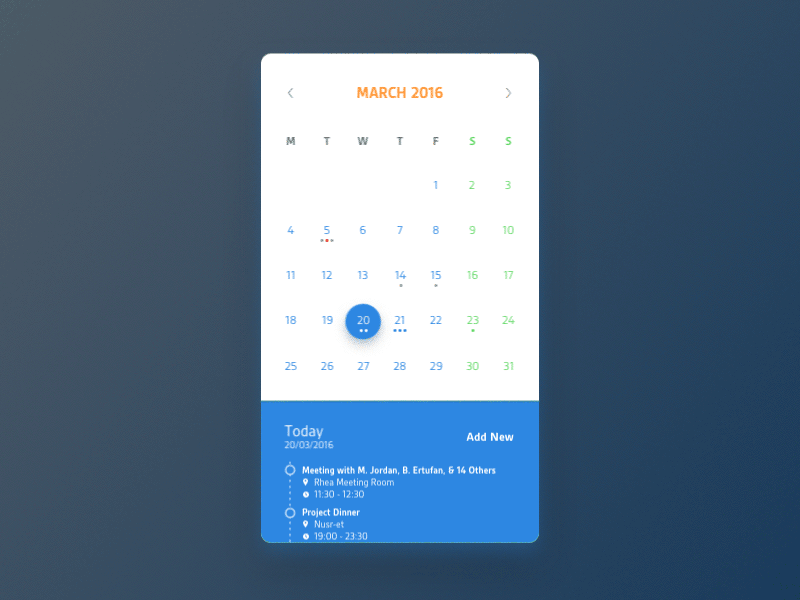 MARCH 2016
M T W T F S S
1 2 3
4 5 6 7 8 9 10
11 12 13 14 15 16 17
18 19 20 21 22 23 24
25 26 27 28 29 30 31
Today
20/03/2016
Add New
Meeting with M. Jordan, B. Ertufan, & 14 Others
Rhea Meeting Room
11:30 - 12:30
Project Dinner
Nusr-et
19:00 - 23:30